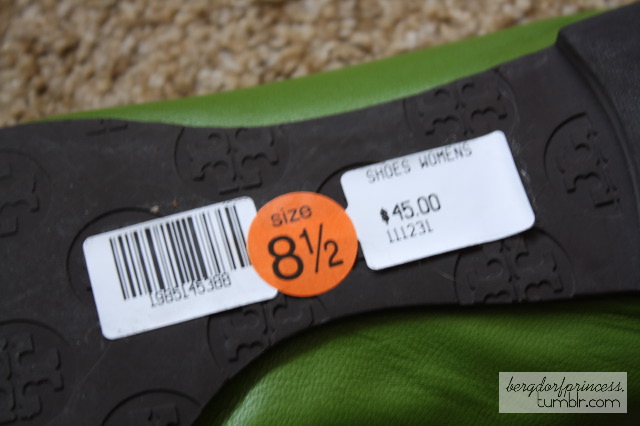 SHOES WOMENS
$45.00
111231
size
8½
1985145388
bergdorfprincess.
tumblr.com